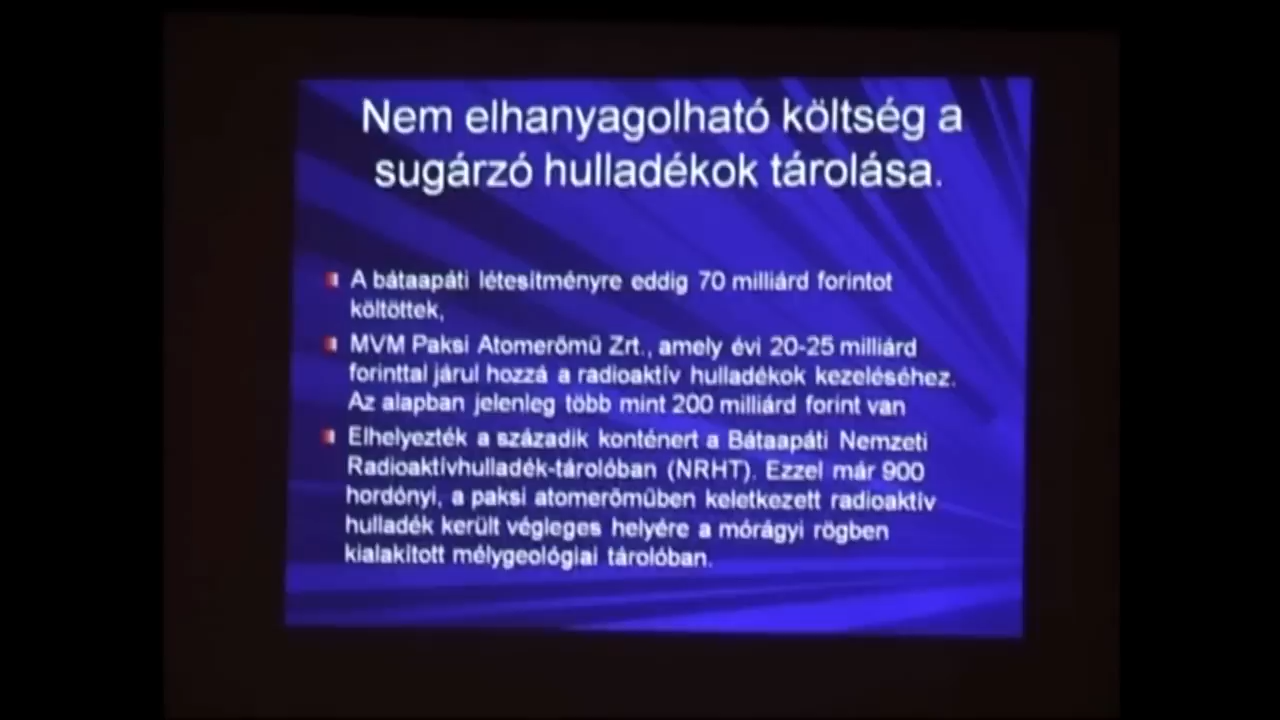 Nem elhanyagolható költség a
sugárzó hulladékok tárolása.
A bátaapáti létesítményre eddig 70 milliárd forintot
költöttek,
MVM Paksi Atomerőmű Zrt., amely évi 20-25 milliárd
forinttal járul hozzá a radioaktív hulladékok kezeléséhez.
Az alapban jelenleg több mint 200 milliárd forint van
Elhelyezték a századik konténert a Bátaapáti Nemzeti
Radioaktívhulladék-tárolóban (NRHT). Ezzel már 900
hordónyi, a paksi atomerőműben keletkezett radioaktív
hulladék került végleges helyére a mórágyi rögben
kialakított mélygeológiai tárolóban.